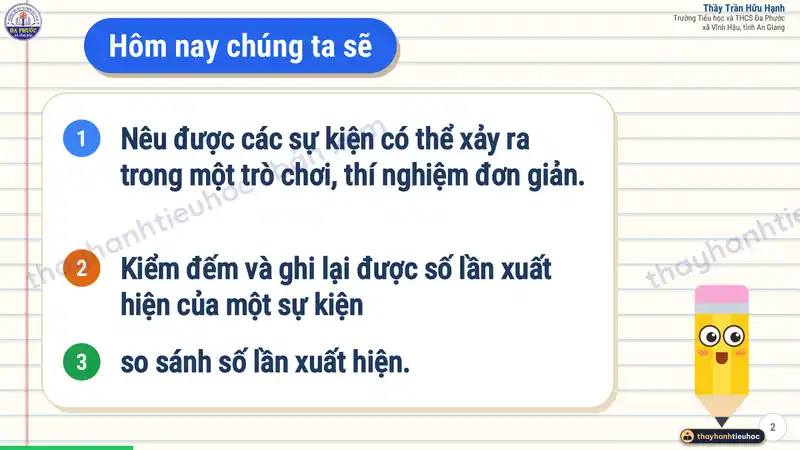 Thầy Trần Hữu Hạnh
Trường Tiểu học và THCS Đa Phước
xã Vĩnh Hậu, tỉnh An Giang
ĐA PHƯỚC
Hôm nay chúng ta sẽ
1 Nêu được các sự kiện có thể xảy ra
trong một trò chơi, thí nghiệm đơn giản.
2 Kiểm đếm và ghi lại được số lần xuất
hiện của một sự kiện
3 so sánh số lần xuất hiện.
thayhanhtieuhoc
2